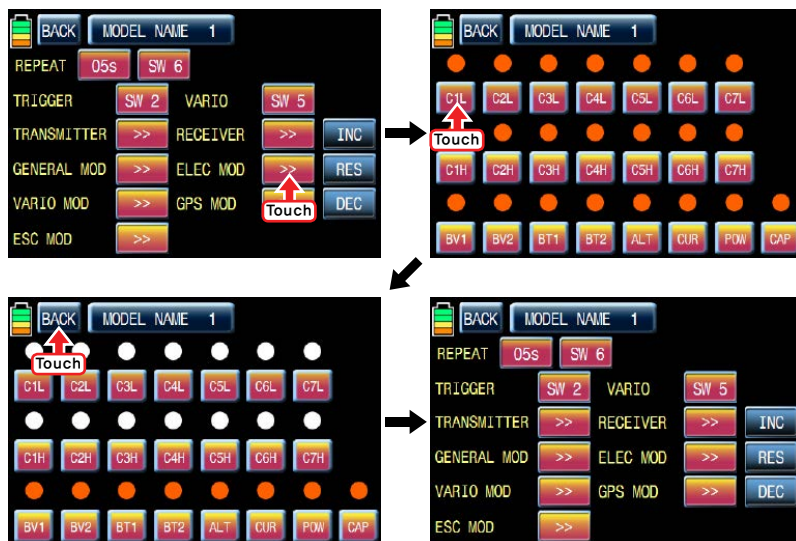 BACK MODEL NAME 1
REPEAT 05s SW 6
TRIGGER SW 2 VARIO SW 5
TRANSMITTER >> RECEIVER >> INC
GENERAL MOD >> ELEC MOD >> RES
VARIO MOD >> GPS MOD Touch DEC
ESC MOD >>
BACK MODEL NAME 1
C1L C2L C3L C4L C5L C6L C7L
Touch
C1H C2H C3H C4H C5H C6H C7H
BV1 BV2 BT1 BT2 ALT CUR POW CAP
BACK MODEL NAME 1
Touch
C1L C2L C3L C4L C5L C6L C7L
C1H C2H C3H C4H C5H C6H C7H
BV1 BV2 BT1 BT2 ALT CUR POW CAP
BACK MODEL NAME 1
REPEAT 05s SW 6
TRIGGER SW 2 VARIO SW 5
TRANSMITTER >> RECEIVER >> INC
GENERAL MOD >> ELEC MOD >> RES
VARIO MOD >> GPS MOD >> DEC
ESC MOD >>